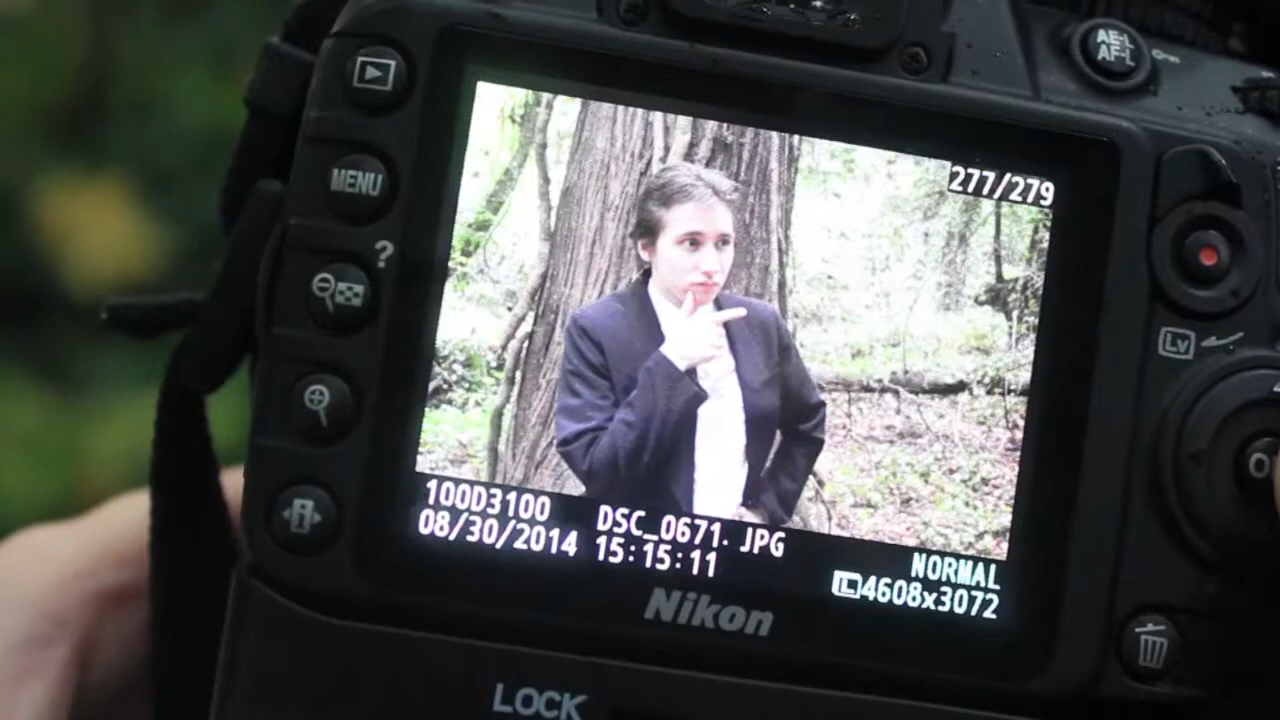 AE-L
AF-L
MENU
?
277/279
Lv
100D3100 DSC_0671.JPG
08/30/2014 15:15:11
NORMAL
L 4608x3072
Nikon
LOCK